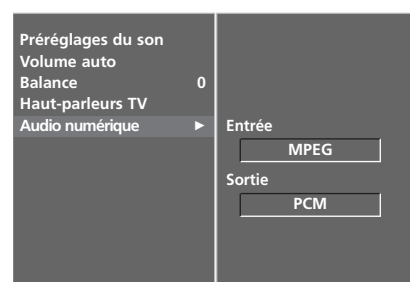 Préréglages du son
Volume auto
Balance 0
Haut-parleurs TV
Audio numérique ►
Entrée
MPEG
Sortie
PCM